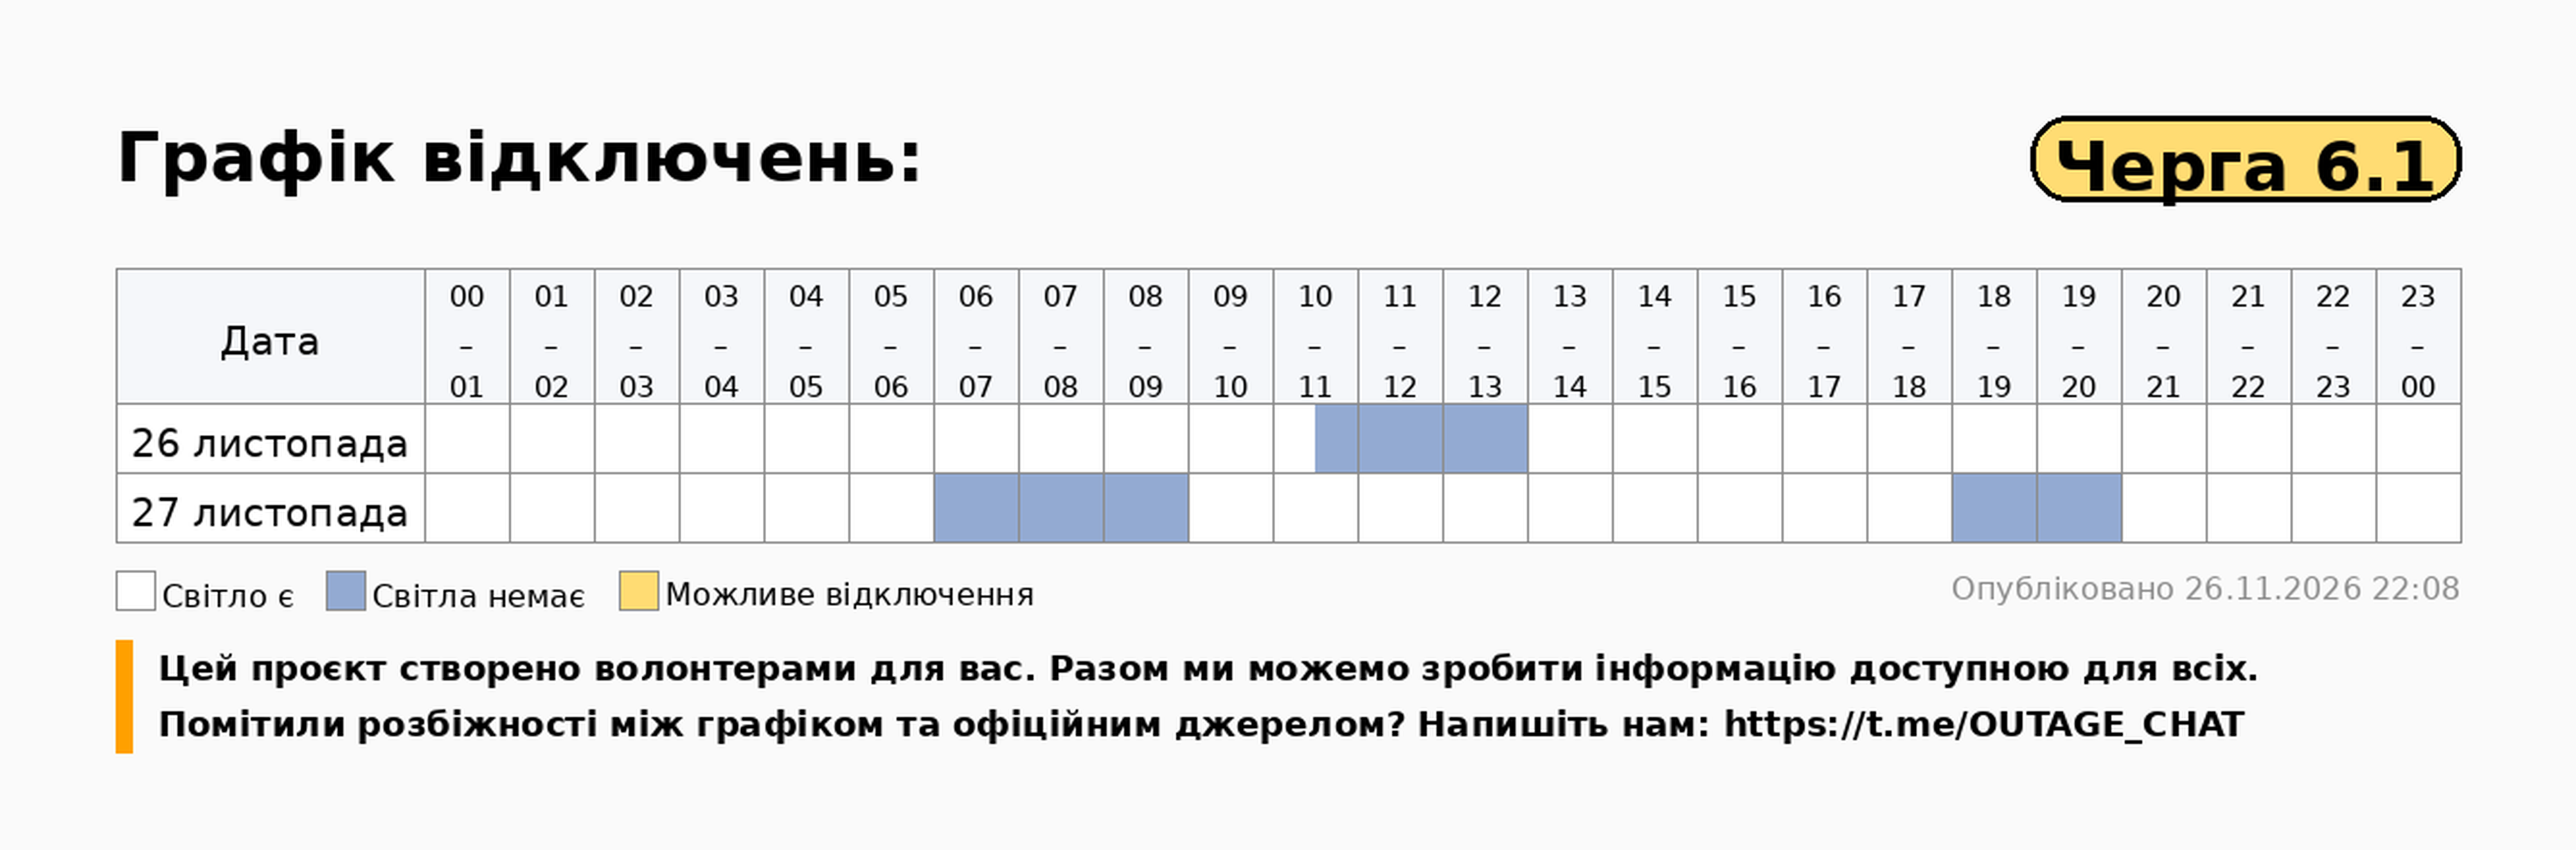 Графік відключень:
Черга 6.1
Дата
00 – 01
01 – 02
02 – 03
03 – 04
04 – 05
05 – 06
06 – 07
07 – 08
08 – 09
09 – 10
10 – 11
11 – 12
12 – 13
13 – 14
14 – 15
15 – 16
16 – 17
17 – 18
18 – 19
19 – 20
20 – 21
21 – 22
22 – 23
23 – 00
26 листопада
27 листопада
Світло є
Світла немає
Можливе відключення
Опубліковано 26.11.2026 22:08
Цей проєкт створено волонтерами для вас. Разом ми можемо зробити інформацію доступною для всіх.
Помітили розбіжності між графіком та офіційним джерелом? Напишіть нам: https://t.me/OUTAGE_CHAT